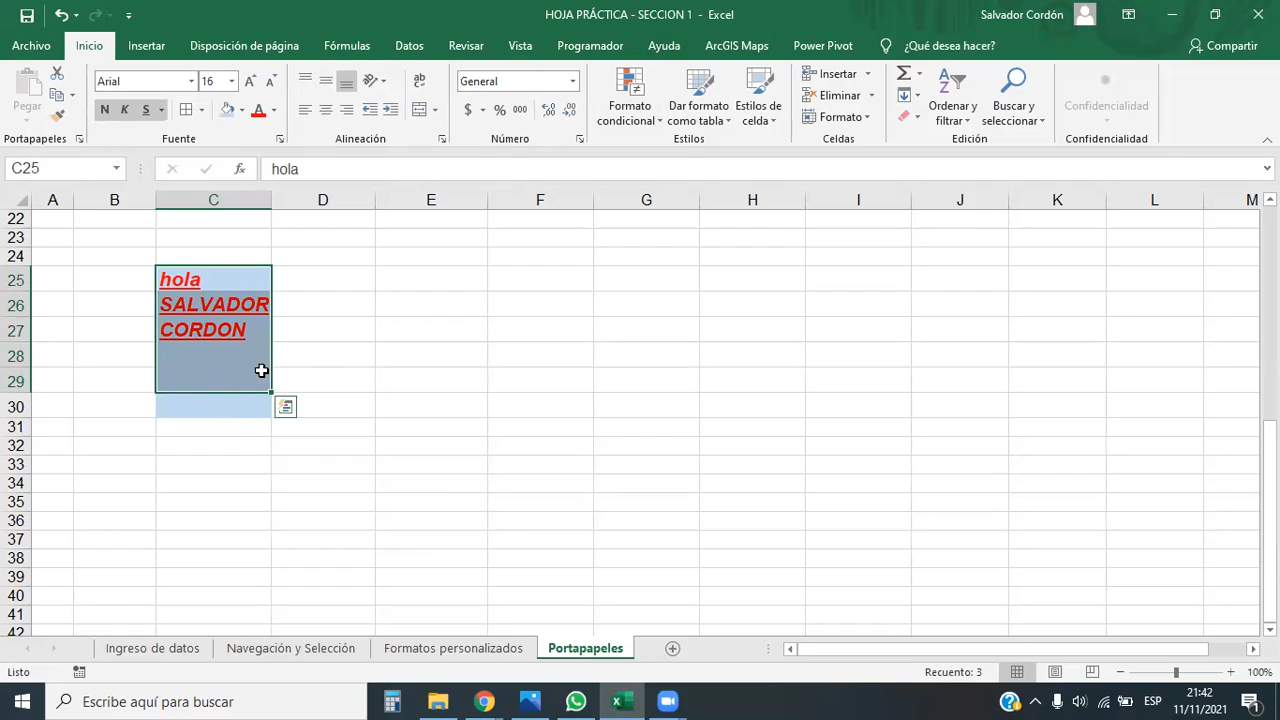 HOJA PRÁCTICA - SECCION 1 - Excel
Salvador Cordón
Archivo Inicio Insertar Disposición de página Fórmulas Datos Revisar Vista Programador Ayuda ArcGIS Maps Power Pivot ¿Qué desea hacer? Compartir
Pegar
Arial 16
N K S
ab
General
$ % 000
Formato condicional
Dar formato como tabla
Estilos de celda
Insertar
Eliminar
Formato
Ordenar y filtrar
Buscar y seleccionar
Confidencialidad
Portapapeles Fuente Alineación Número Estilos Celdas Edición Confidencialidad
C25 fx hola
A B C D E F G H I J K L M
22
23
24
25 hola
26 SALVADOR
27 CORDON
28
29
30
31
32
33
34
35
36
37
38
39
40
41
42
Ingreso de datos Navegación y Selección Formatos personalizados Portapapeles
Listo Recuento: 3 100%
Escribe aquí para buscar ESP 21:42
11/11/2021